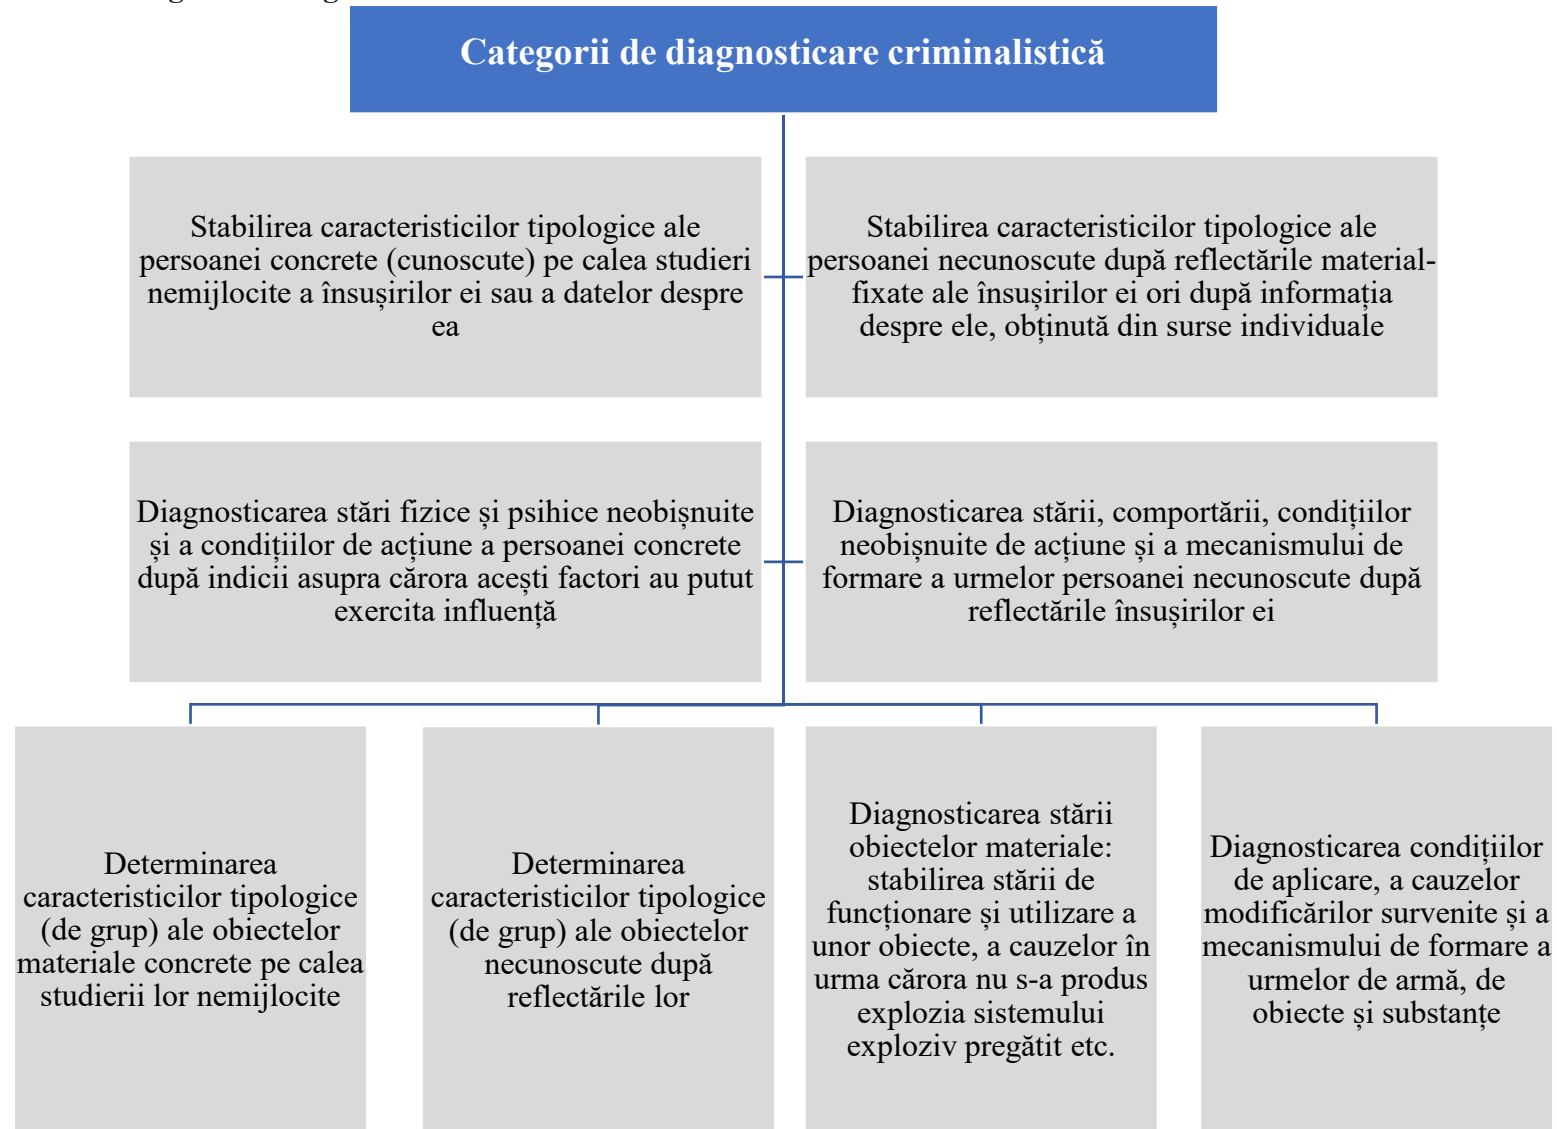 Categorii de diagnosticare criminalistică
Stabilirea caracteristicilor tipologice ale
persoanei concrete (cunoscute) pe calea studieri
nemijlocite a însușirilor ei sau a datelor despre
ea
Stabilirea caracteristicilor tipologice ale
persoanei necunoscute după reflectările material-
fixate ale însușirilor ei ori după informația
despre ele, obținută din surse individuale
Diagnosticarea stări fizice și psihice neobișnuite
și a condițiilor de acțiune a persoanei concrete
după indicii asupra cărora acești factori au putut
exercita influență
Diagnosticarea stării, comportării, condițiilor
neobișnuite de acțiune și a mecanismului de
formare a urmelor persoanei necunoscute după
reflectările însușirilor ei
Determinarea
caracteristicilor tipologice
(de grup) ale obiectelor
materiale concrete pe calea
studierii lor nemijlocite
Determinarea
caracteristicilor tipologice
(de grup) ale obiectelor
necunoscute după
reflectările lor
Diagnosticarea stării
obiectelor materiale:
stabilirea stării de
funcționare și utilizare a
unor obiecte, a cauzelor în
urma cărora nu s-a produs
explozia sistemului
exploziv pregătit etc.
Diagnosticarea condițiilor
de aplicare, a cauzelor
modificărilor survenite și a
mecanismului de formare a
urmelor de armă, de
obiecte și substanțe